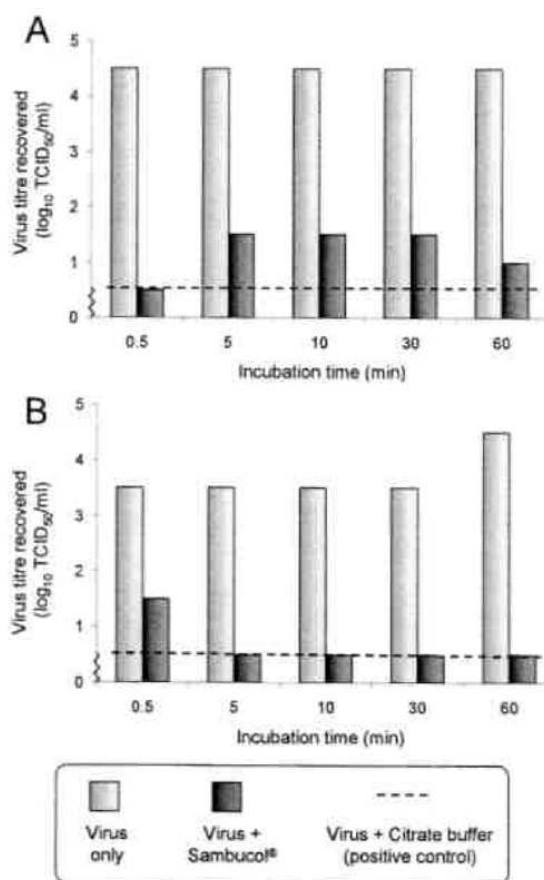 A
Virus titre recovered
(log₁₀ TCID₅₀/ml)
5
4
3
2
1
0
0.5 5 10 30 60
Incubation time (min)
B
Virus titre recovered
(log₁₀ TCID₅₀/ml)
5
4
3
2
1
0
0.5 5 10 30 60
Incubation time (min)
Virus only
Virus + Sambucol®
Virus + Citrate buffer (positive control)